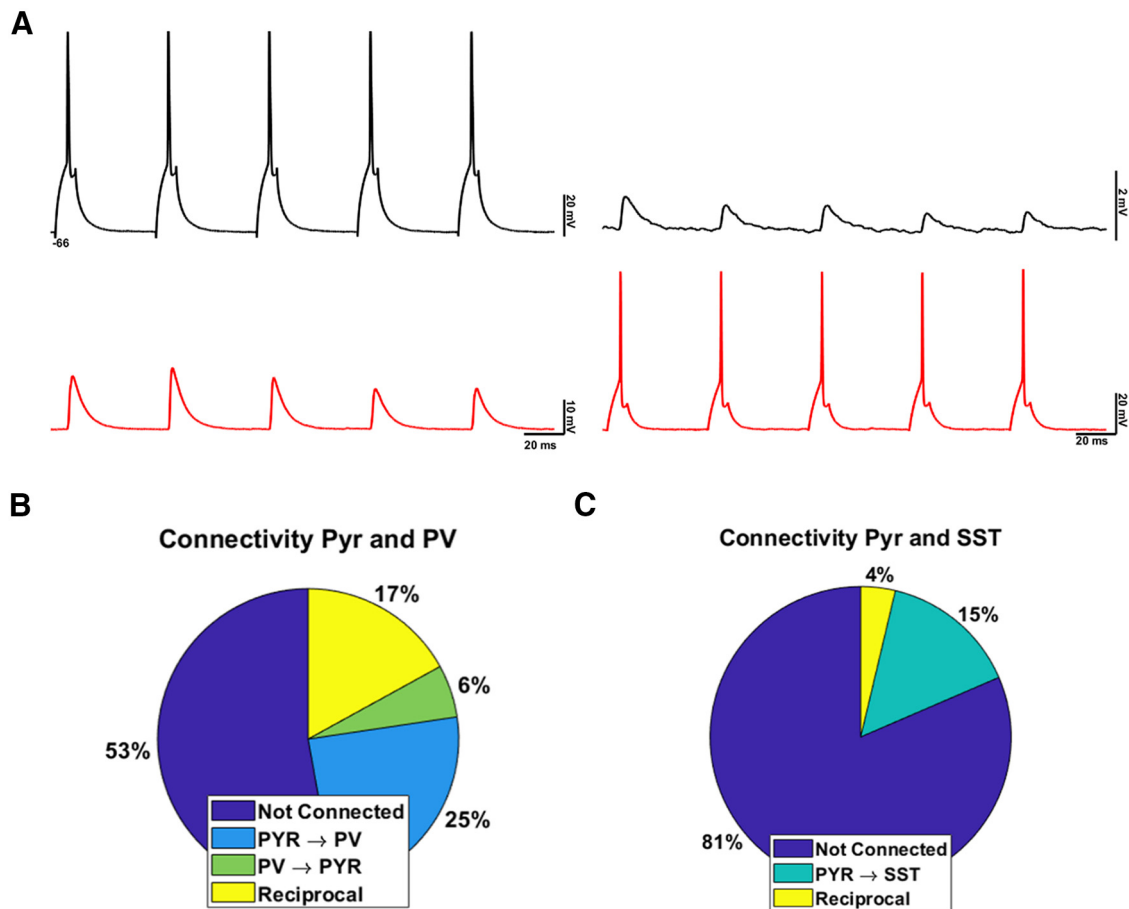 A
20 mV
-66
2 mV
10 mV
20 ms
20 mV
20 ms
B
Connectivity Pyr and PV
17%
6%
53%
25%
Not Connected
PYR → PV
PV → PYR
Reciprocal
C
Connectivity Pyr and SST
4%
15%
81%
Not Connected
PYR → SST
Reciprocal